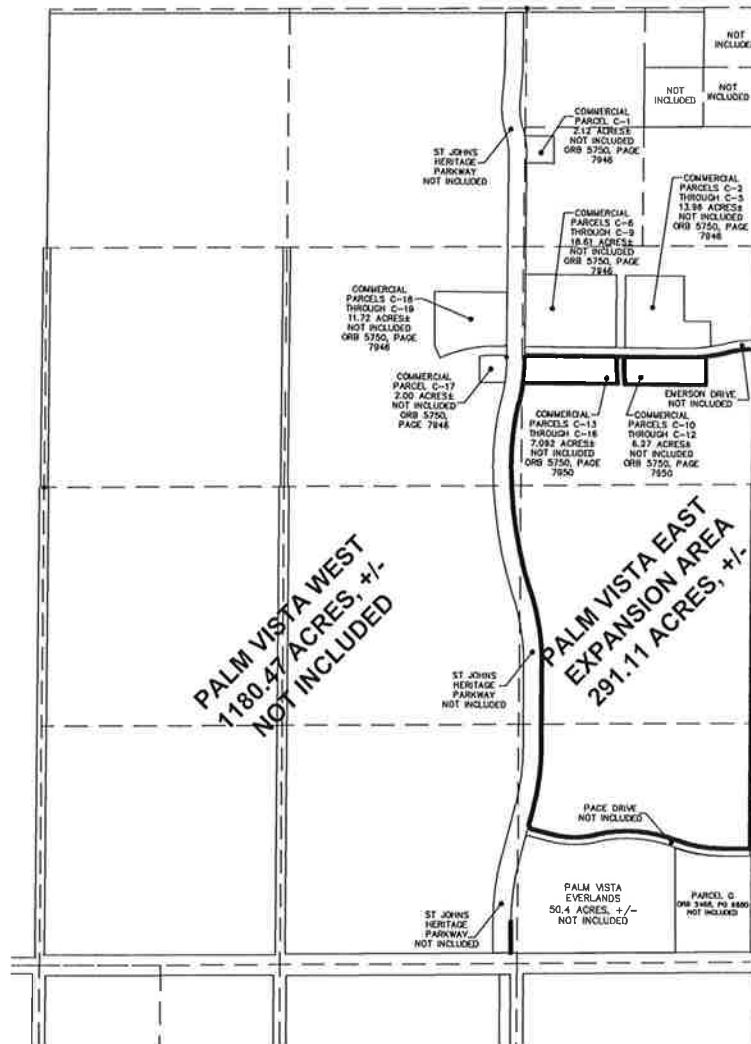 NOT
INCLUDED
NOT
INCLUDED
NOT
INCLUDED
COMMERCIAL
PARCEL C-1
2.12 ACRES±
NOT INCLUDED
ORB 5750, PAGE
7946
ST JOHNS
HERITAGE
PARKWAY
NOT INCLUDED
COMMERCIAL
PARCELS C-2
THROUGH C-5
13.98 ACRES±
NOT INCLUDED
ORB 5750, PAGE
7946
COMMERCIAL
PARCELS C-6
THROUGH C-9
18.61 ACRES±
NOT INCLUDED
ORB 5750, PAGE
7946
COMMERCIAL
PARCELS C-18
THROUGH C-19
11.72 ACRES±
NOT INCLUDED
ORB 5750, PAGE
7946
COMMERCIAL
PARCEL C-17
2.00 ACRES±
NOT INCLUDED
ORB 5750,
PAGE 7946
EMERSON DRIVE
NOT INCLUDED
COMMERCIAL
PARCELS C-13
THROUGH C-16
7.092 ACRES±
NOT INCLUDED
ORB 5750, PAGE
7950
COMMERCIAL
PARCELS C-10
THROUGH C-12
6.27 ACRES±
NOT INCLUDED
ORB 5750, PAGE
7950
PALM VISTA WEST
1180.47 ACRES, +/-
NOT INCLUDED
PALM VISTA EAST
EXPANSION AREA
291.11 ACRES, +/-
ST JOHNS
HERITAGE
PARKWAY
NOT INCLUDED
PACE DRIVE
NOT INCLUDED
PALM VISTA
EVERLANDS
50.4 ACRES, +/-
NOT INCLUDED
PARCEL G
NOT INCLUDED
ST JOHNS
HERITAGE
PARKWAY
NOT INCLUDED